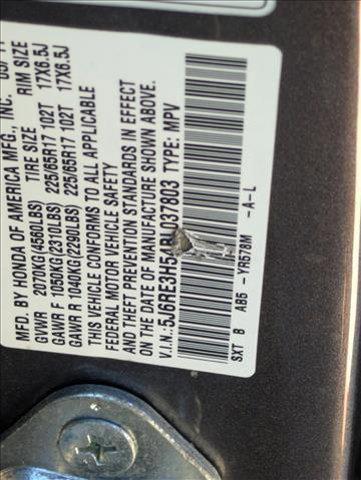 MFD. BY HONDA OF AMERICA MFG., INC.
TIRE SIZE RIM SIZE
GVWR 2070KG(4560LBS)
GAWR F 1050KG(2310LBS) 225/65R17 102T 17X6.5J
GAWR R 1040KG(2290LBS) 225/65R17 102T 17X6.5J
THIS VEHICLE CONFORMS TO ALL APPLICABLE
FEDERAL MOTOR VEHICLE SAFETY
AND THEFT PREVENTION STANDARDS IN EFFECT
ON THE DATE OF MANUFACTURE SHOWN ABOVE.
V.I.N.: TYPE: MPV
SXT B AB5 -YR578M -A-L